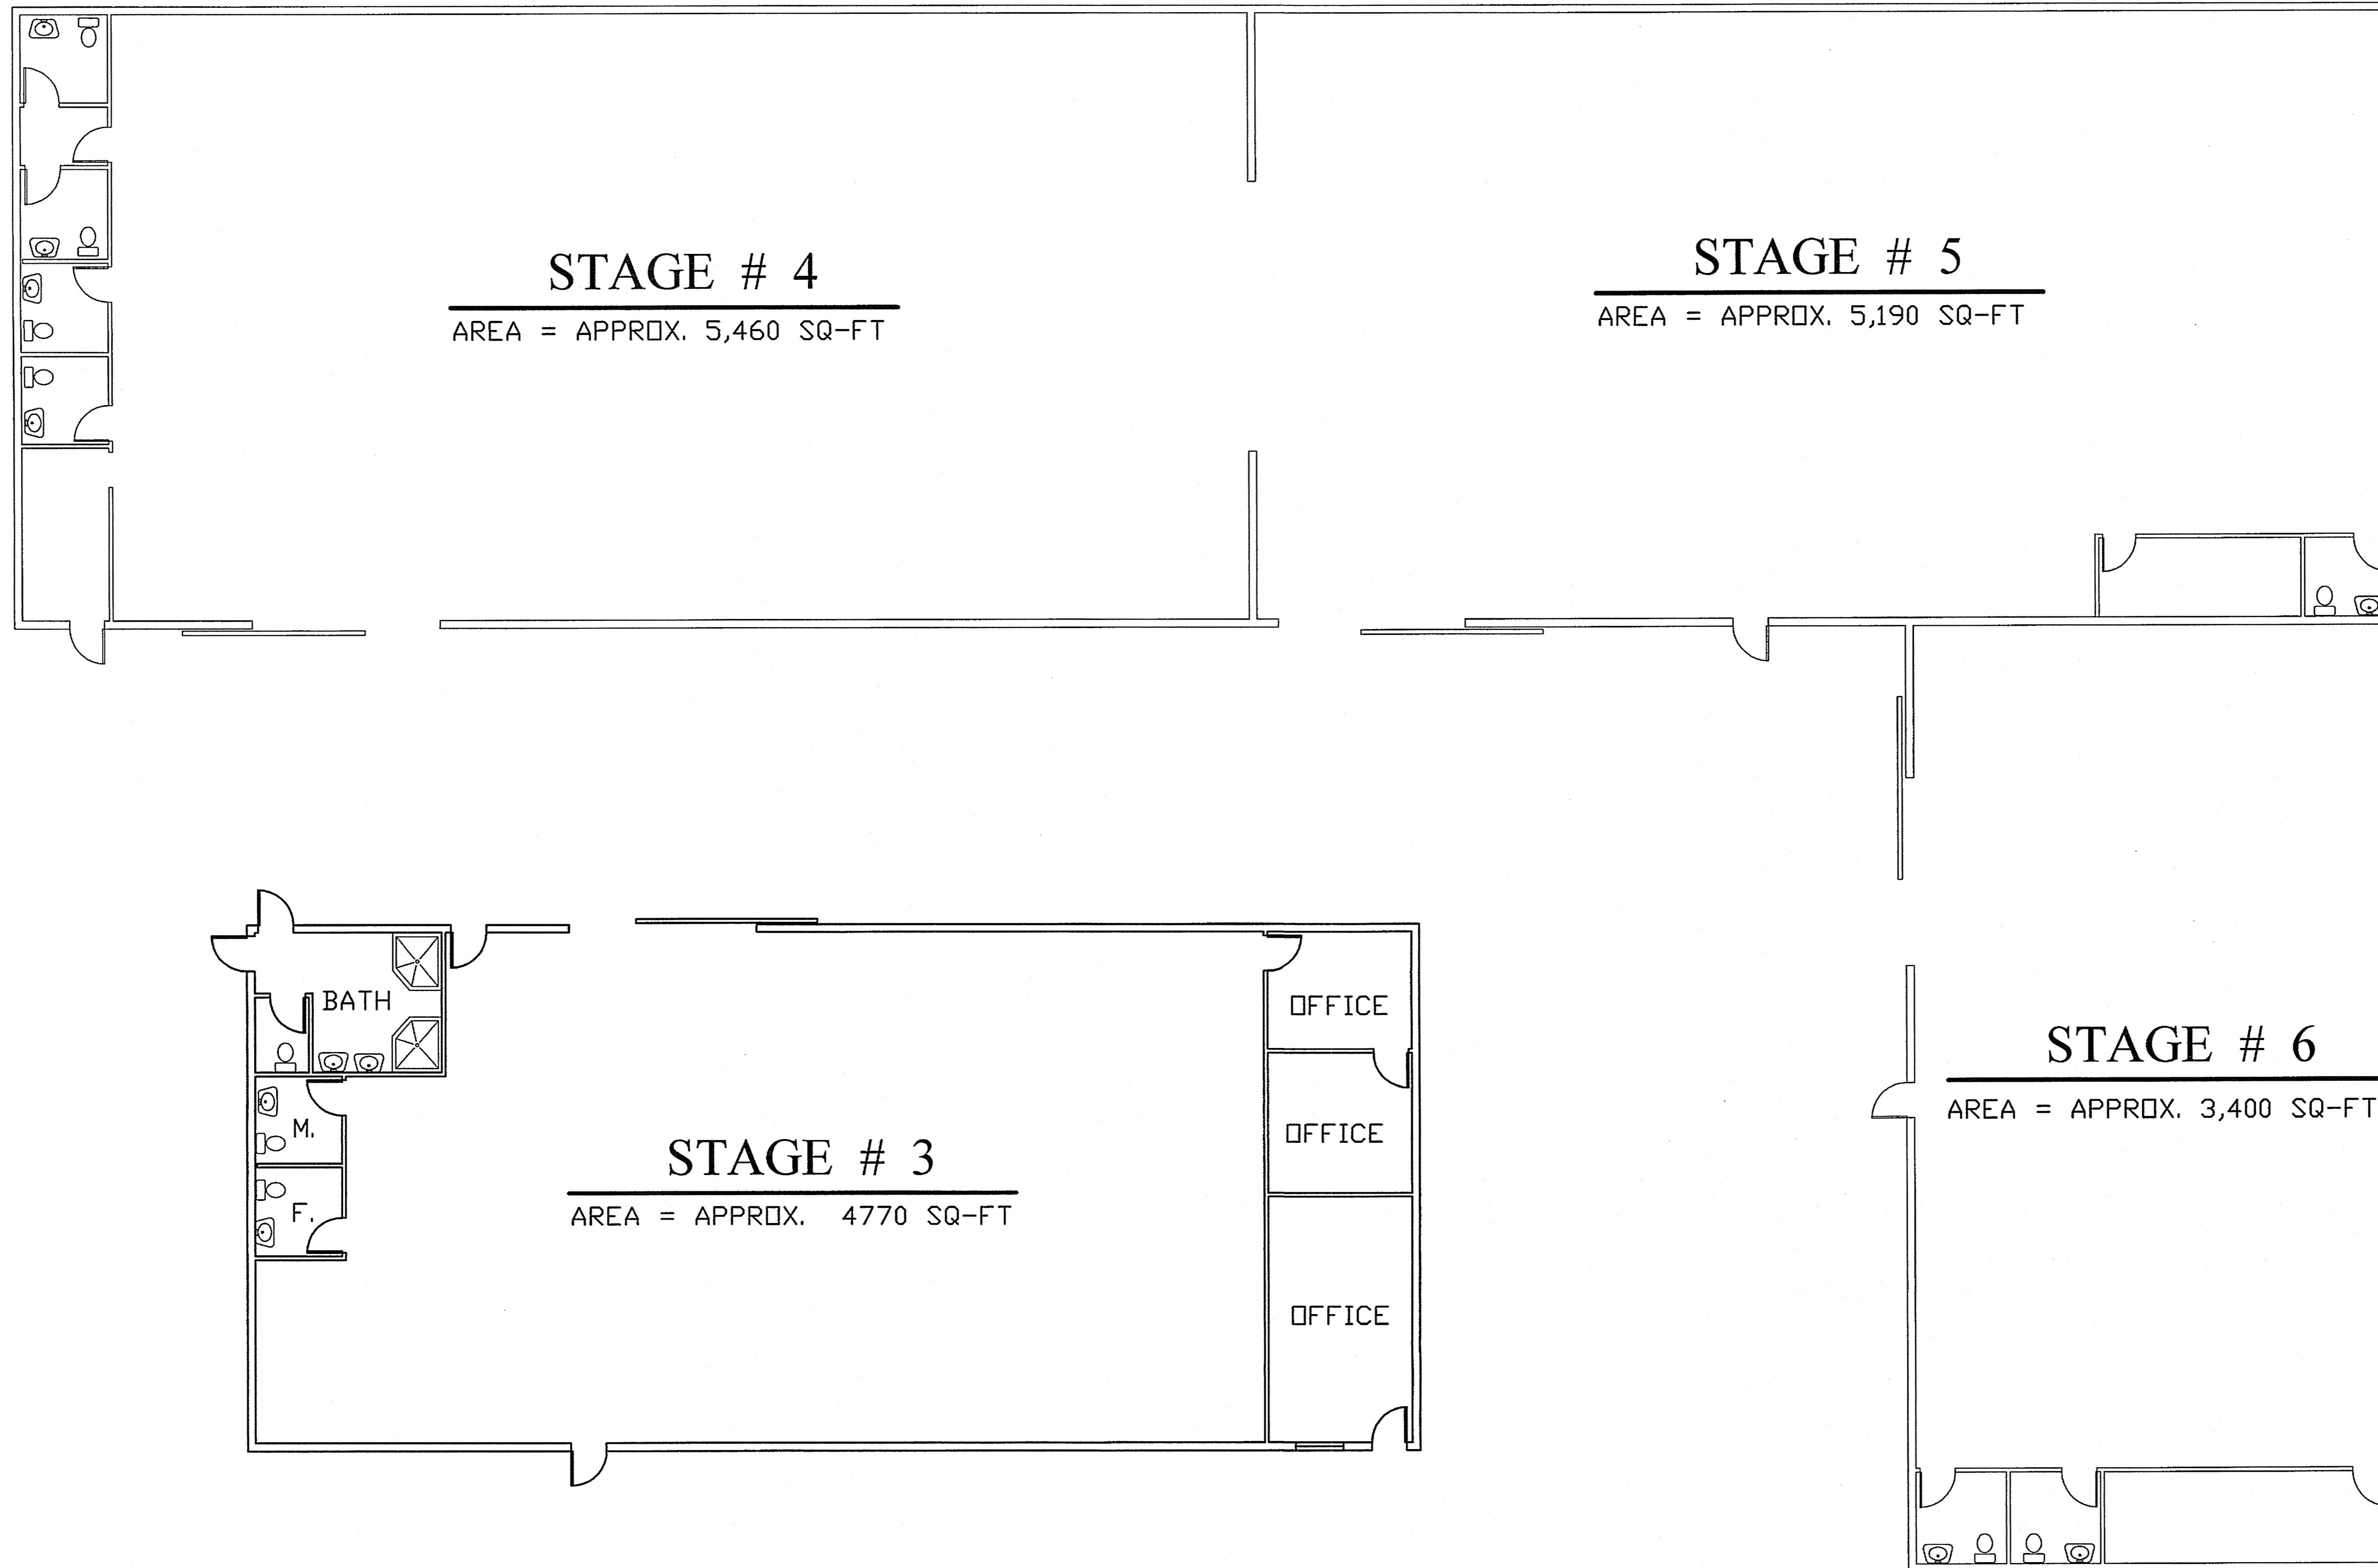 STAGE # 4
AREA = APPROX. 5,460 SQ-FT
STAGE # 5
AREA = APPROX. 5,190 SQ-FT
BATH
M.
F.
STAGE # 3
AREA = APPROX. 4770 SQ-FT
OFFICE
OFFICE
OFFICE
STAGE # 6
AREA = APPROX. 3,400 SQ-FT